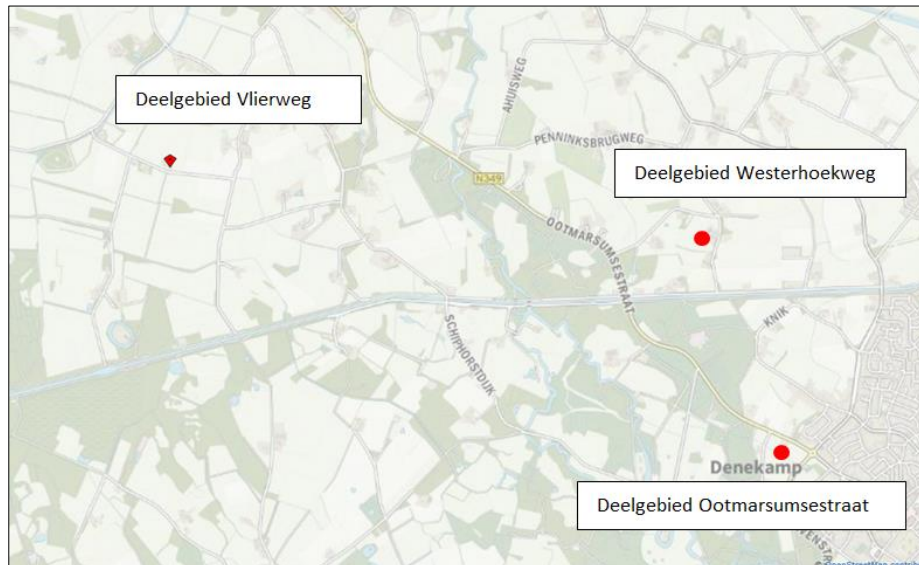 Deelgebied Vlierweg
AHUISWEG
PENNINKSBRUGWEG
Deelgebied Westerhoekweg
N349
OOTMARSUMSESTRAAT
KNIK
SCHIPHORSTDIJK
Denekamp
Deelgebied Ootmarsumsestraat